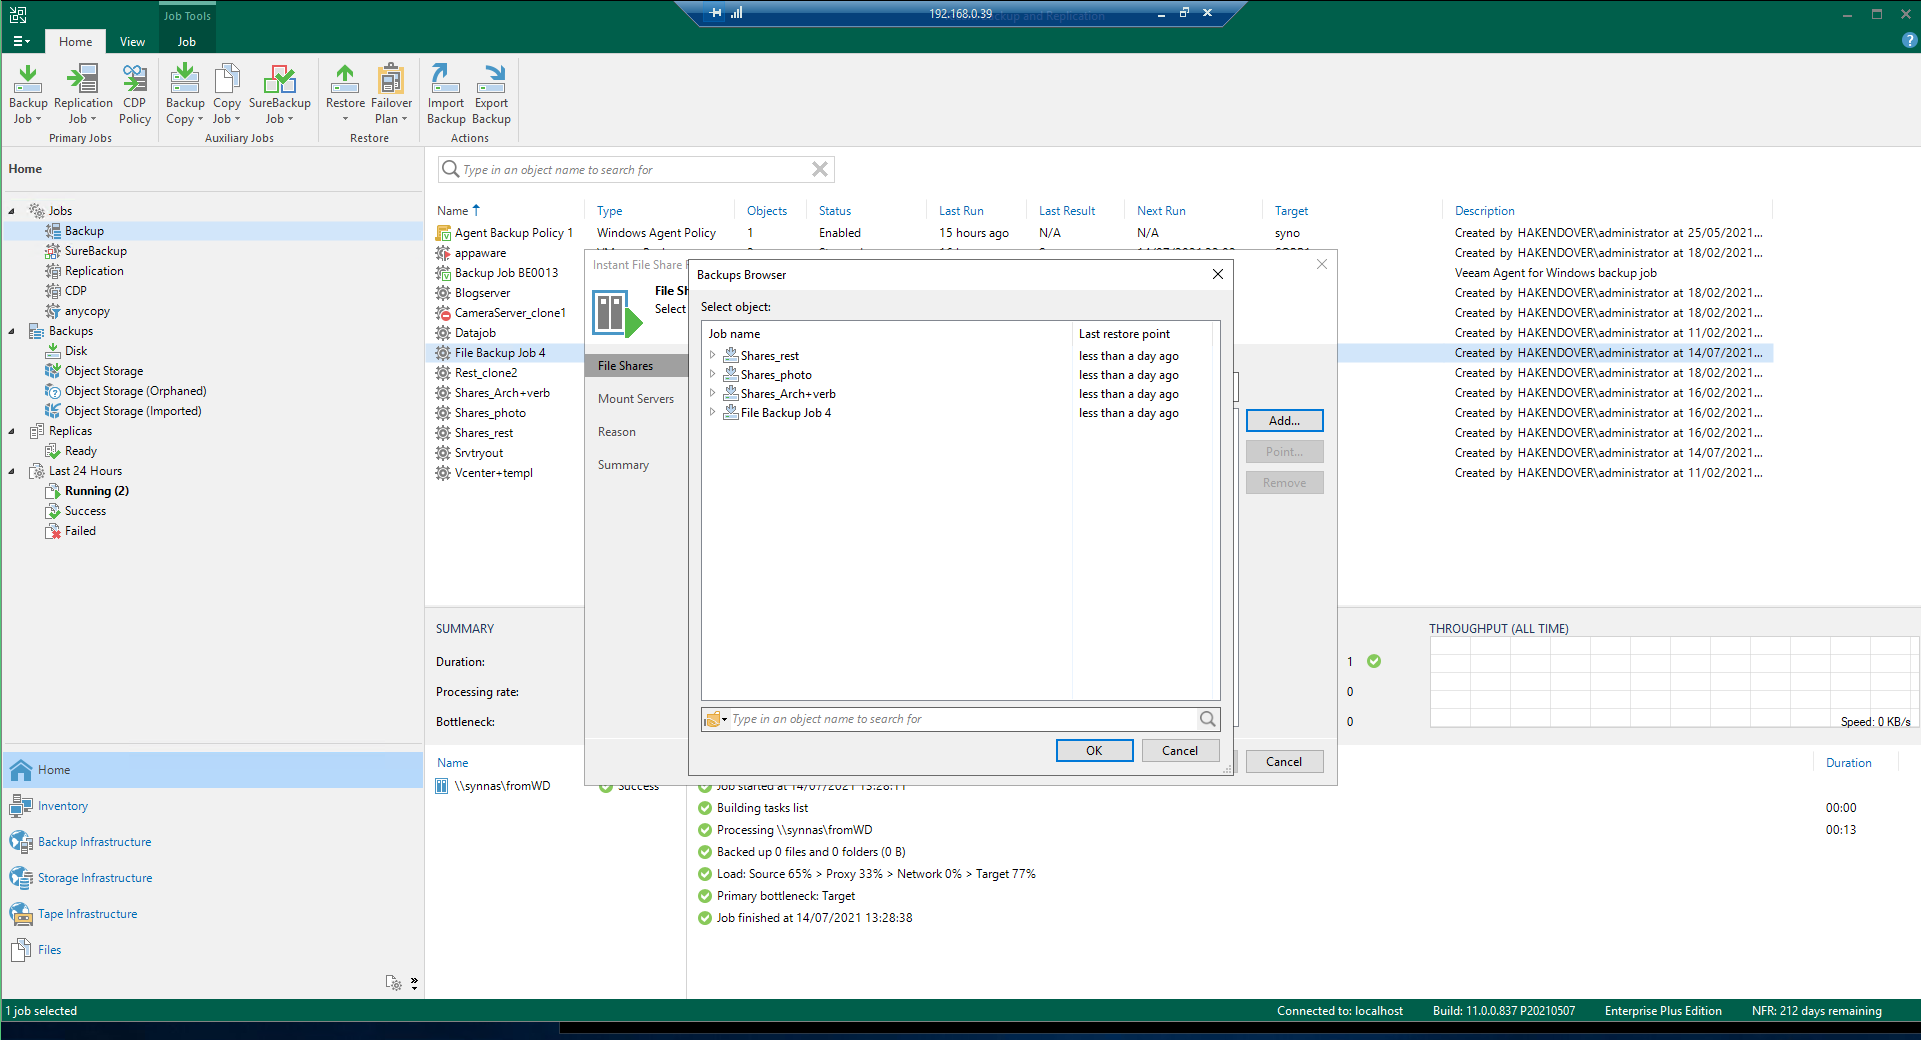 Job Tools
192.168.0.39
ckup and Replication
Home
View
Job
Backup Job
Replication Job
CDP Policy
Backup Copy
Copy Job
SureBackup Job
Restore
Failover Plan
Import Backup
Export Backup
Primary Jobs
Auxiliary Jobs
Restore
Actions
Home
Type in an object name to search for
Jobs
Backup
SureBackup
Replication
CDP
anycopy
Backups
Disk
Object Storage
Object Storage (Orphaned)
Object Storage (Imported)
Replicas
Ready
Last 24 Hours
Running (2)
Success
Failed
Name Type Objects Status Last Run Last Result Next Run Target Description
Agent Backup Policy 1 Windows Agent Policy 1 Enabled 15 hours ago N/A N/A syno Created by HAKENDOVER\administrator at 25/05/2021...
appaware Created by HAKENDOVER\administrator at 18/02/2021...
Backup Job BE0013 Veeam Agent for Windows backup job
Blogserver Created by HAKENDOVER\administrator at 18/02/2021...
CameraServer_clone1 Created by HAKENDOVER\administrator at 18/02/2021...
Datajob Created by HAKENDOVER\administrator at 11/02/2021...
File Backup Job 4 Created by HAKENDOVER\administrator at 14/07/2021...
Rest_clone2 Created by HAKENDOVER\administrator at 18/02/2021...
Shares_Arch+verb Created by HAKENDOVER\administrator at 16/02/2021...
Shares_photo Created by HAKENDOVER\administrator at 16/02/2021...
Shares_rest Created by HAKENDOVER\administrator at 16/02/2021...
Srvtryout Created by HAKENDOVER\administrator at 14/07/2021...
Vcenter+templ Created by HAKENDOVER\administrator at 11/02/2021...
Instant File Share
File Sh
Select
File Shares
Mount Servers
Reason
Summary
Add...
Point...
Remove
Cancel
Backups Browser
Select object:
Job name Last restore point
Shares_rest less than a day ago
Shares_photo less than a day ago
Shares_Arch+verb less than a day ago
File Backup Job 4 less than a day ago
Type in an object name to search for
OK
Cancel
SUMMARY
Duration:
Processing rate:
Bottleneck:
1
0
0
THROUGHPUT (ALL TIME)
Speed: 0 KB/s
Name
Duration
\\synnas\fromWD Success
Job started at 14/07/2021 13:28:11
Building tasks list 00:00
Processing \\synnas\fromWD 00:13
Backed up 0 files and 0 folders (0 B)
Load: Source 65% > Proxy 33% > Network 0% > Target 77%
Primary bottleneck: Target
Job finished at 14/07/2021 13:28:38
Home
Inventory
Backup Infrastructure
Storage Infrastructure
Tape Infrastructure
Files
1 job selected
Connected to: localhost
Build: 11.0.0.837 P20210507
Enterprise Plus Edition
NFR: 212 days remaining